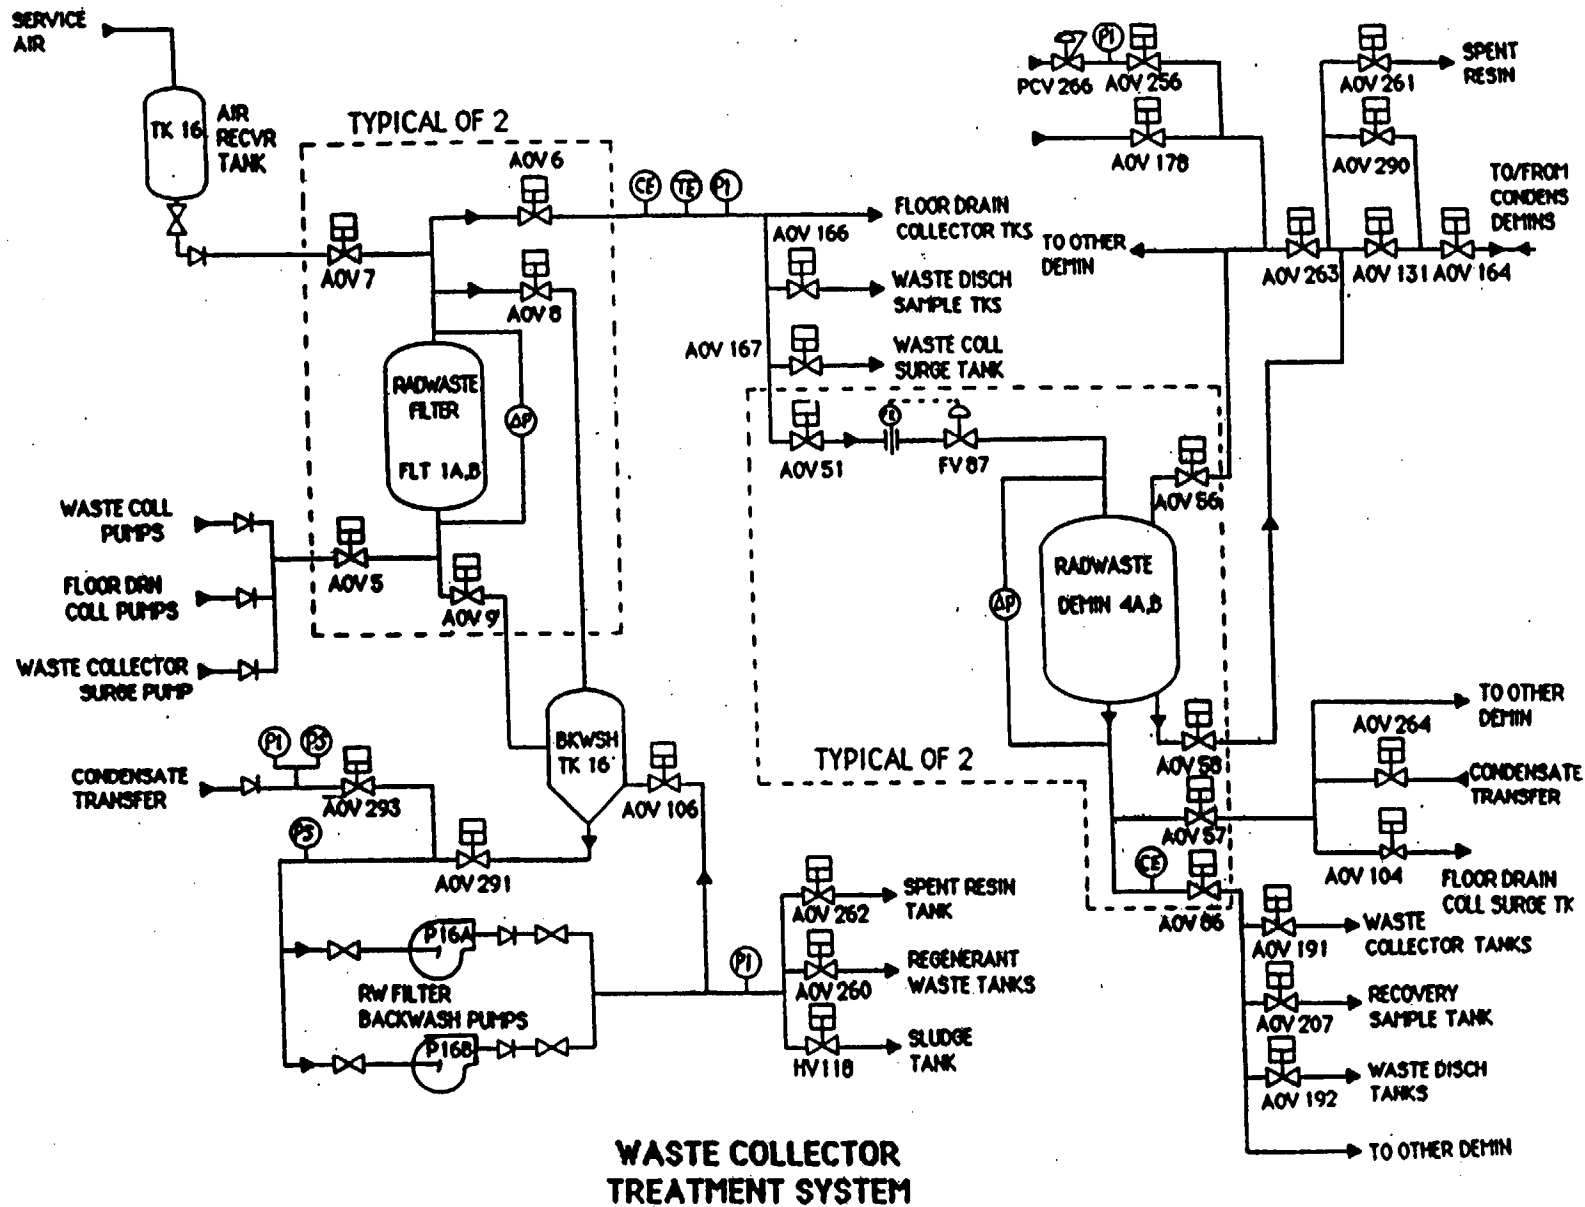 SERVICE
AIR
TK 16
AIR
RECVR
TANK
TYPICAL OF 2
AOV 6
AOV 7
AOV 8
CE
TE
PI
RADWASTE
FILTER
FLT 1A,B
ΔP
WASTE COLL
PUMPS
FLOOR DRN
COLL PUMPS
WASTE COLLECTOR
SURGE PUMP
AOV 5
AOV 9
FLOOR DRAIN
COLLECTOR TKS
AOV 166
WASTE DISCH
SAMPLE TKS
AOV 167
WASTE COLL
SURGE TANK
PCV 266
PI
AOV 256
AOV 178
AOV 261
SPENT
RESIN
AOV 290
TO/FROM
CONDENS
DEMINS
TO OTHER
DEMIN
AOV 263
AOV 131
AOV 164
AOV 51
FV 87
AOV 56
ΔP
RADWASTE
DEMIN 4A,B
TYPICAL OF 2
AOV 58
AOV 57
CE
AOV 86
TO OTHER
DEMIN
AOV 264
CONDENSATE
TRANSFER
AOV 104
FLOOR DRAIN
COLL SURGE TK
AOV 191
WASTE
COLLECTOR TANKS
AOV 207
RECOVERY
SAMPLE TANK
AOV 192
WASTE DISCH
TANKS
TO OTHER DEMIN
PI
PS
CONDENSATE
TRANSFER
AOV 293
PS
AOV 291
BKWSH
TK 16
AOV 106
P16A
RW FILTER
BACKWASH PUMPS
P16B
PI
AOV 262
SPENT RESIN
TANK
AOV 260
REGENERANT
WASTE TANKS
HV118
SLUDGE
TANK
WASTE COLLECTOR
TREATMENT SYSTEM